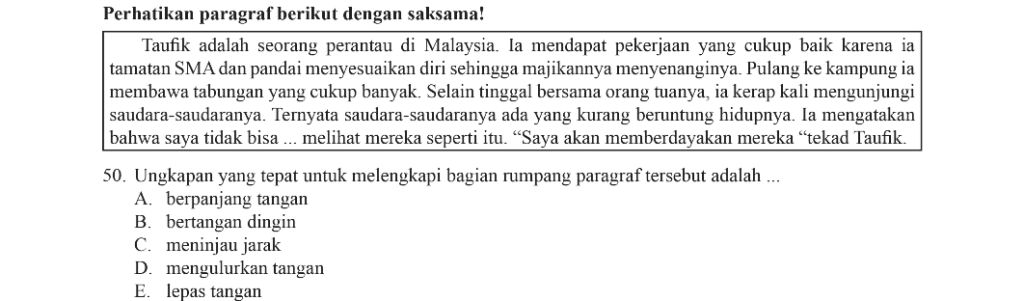 Perhatikan paragraf berikut dengan saksama!
Taufik adalah seorang perantau di Malaysia. Ia mendapat pekerjaan yang cukup baik karena ia
tamatan SMA dan pandai menyesuaikan diri sehingga majikannya menyenanginya. Pulang ke kampung ia
membawa tabungan yang cukup banyak. Selain tinggal bersama orang tuanya, ia kerap kali mengunjungi
saudara-saudaranya. Ternyata saudara-saudaranya ada yang kurang beruntung hidupnya. Ia mengatakan
bahwa saya tidak bisa ... melihat mereka seperti itu. “Saya akan memberdayakan mereka “tekad Taufik.
50. Ungkapan yang tepat untuk melengkapi bagian rumpang paragraf tersebut adalah ...
A. berpanjang tangan
B. bertangan dingin
C. meninjau jarak
D. mengulurkan tangan
E. lepas tangan